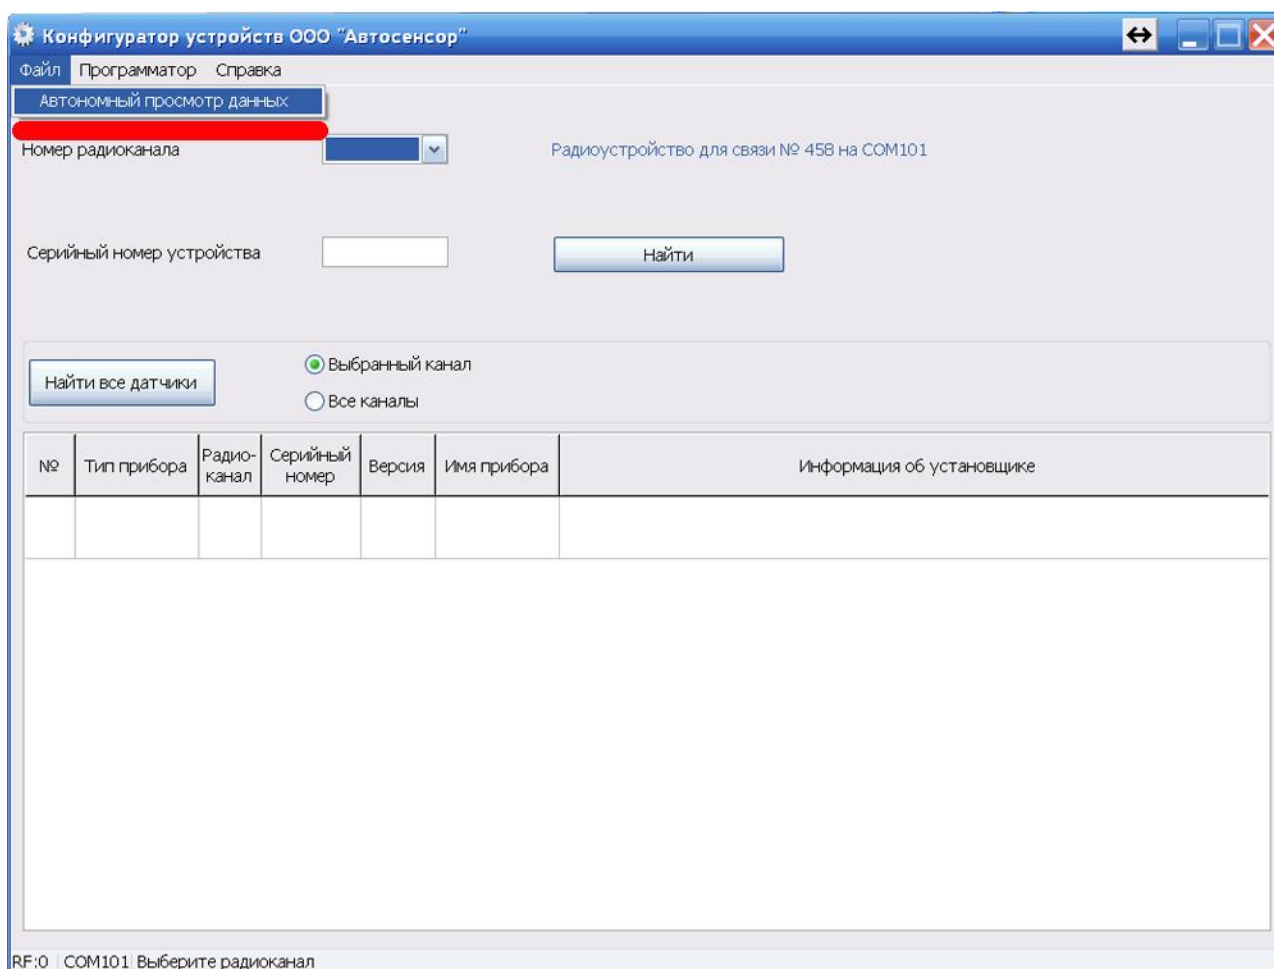 Конфигуратор устройств ООО "Автосенсор"
Файл Программатор Справка
Автономный просмотр данных
Номер радиоканала
Радиоустройство для связи № 458 на COM101
Серийный номер устройства
Найти
Найти все датчики
Выбранный канал
Все каналы
№
Тип прибора
Радио-
канал
Серийный
номер
Версия
Имя прибора
Информация об установщике
RF:0 COM101 Выберите радиоканал